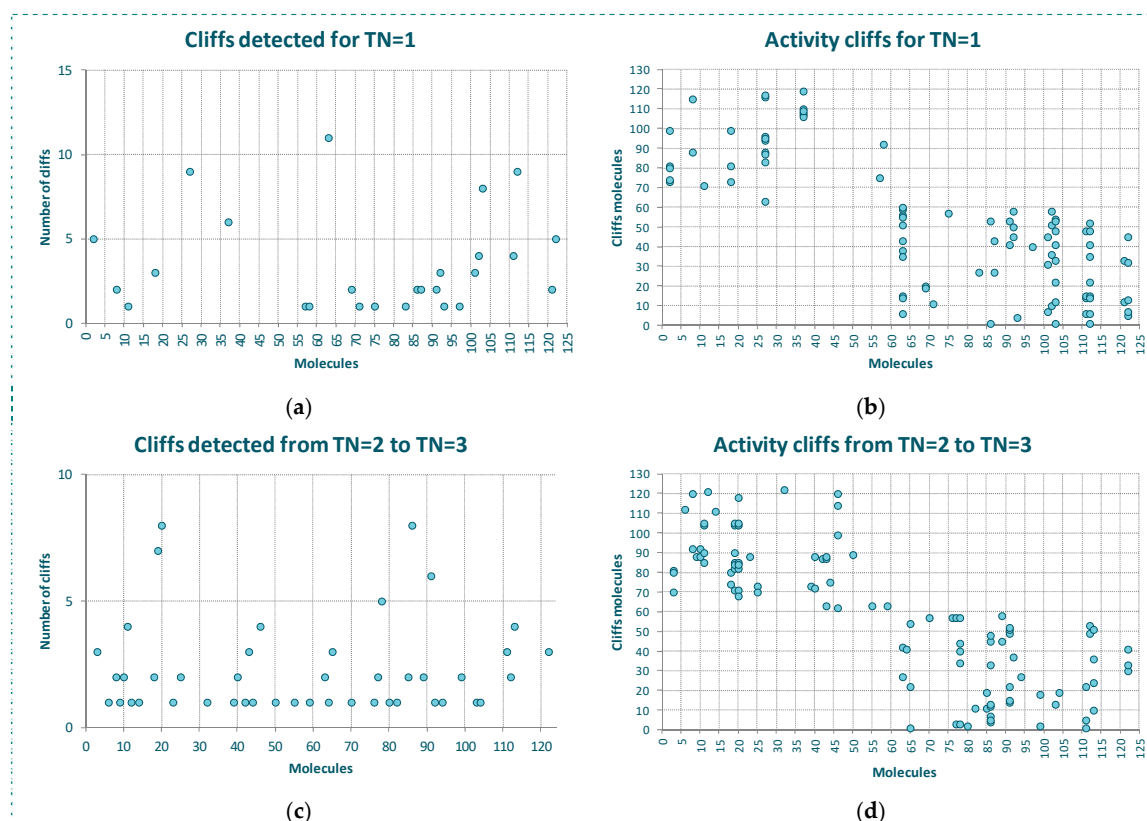 Cliffs detected for TN=1
Number of cliffs
15
10
5
0
0 5 10 15 20 25 30 35 40 45 50 55 60 65 70 75 80 85 90 95 100 105 110 115 120 125
Molecules
(a)
Activity cliffs for TN=1
Cliffs molecules
130
120
110
100
90
80
70
60
50
40
30
20
10
0
0 5 10 15 20 25 30 35 40 45 50 55 60 65 70 75 80 85 90 95 100 105 110 115 120 125
Molecules
(b)
Cliffs detected from TN=2 to TN=3
Number of cliffs
10
5
0
0 10 20 30 40 50 60 70 80 90 100 110 120
Molecules
(c)
Activity cliffs from TN=2 to TN=3
Cliffs molecules
130
120
110
100
90
80
70
60
50
40
30
20
10
0
0 5 10 15 20 25 30 35 40 45 50 55 60 65 70 75 80 85 90 95 100 105 110 115 120 125
Molecules
(d)